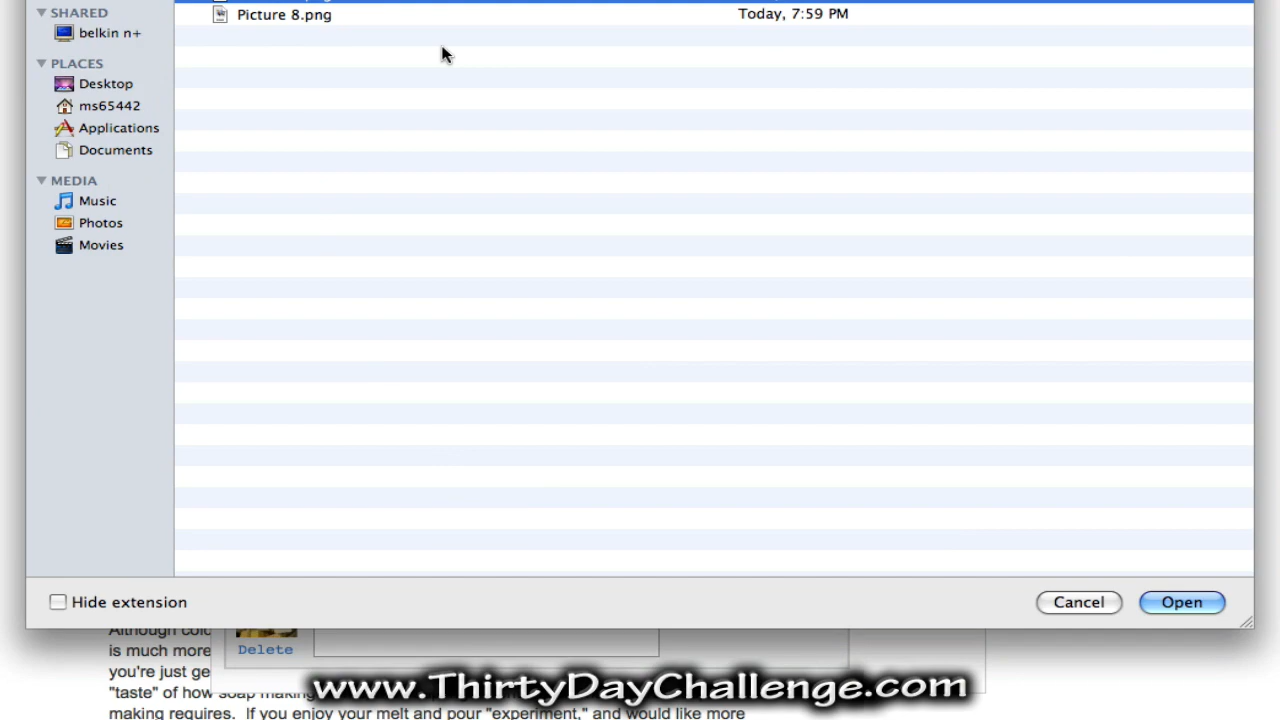 SHARED
Picture 8.png Today, 7:59 PM
belkin n+
PLACES
Desktop
ms65442
Applications
Documents
MEDIA
Music
Photos
Movies
Hide extension
Cancel
Open
is much more
Delete
you're just ge
"taste" of how soap making
www.ThirtyDayChallenge.com
making requires. If you enjoy your melt and pour "experiment," and would like more